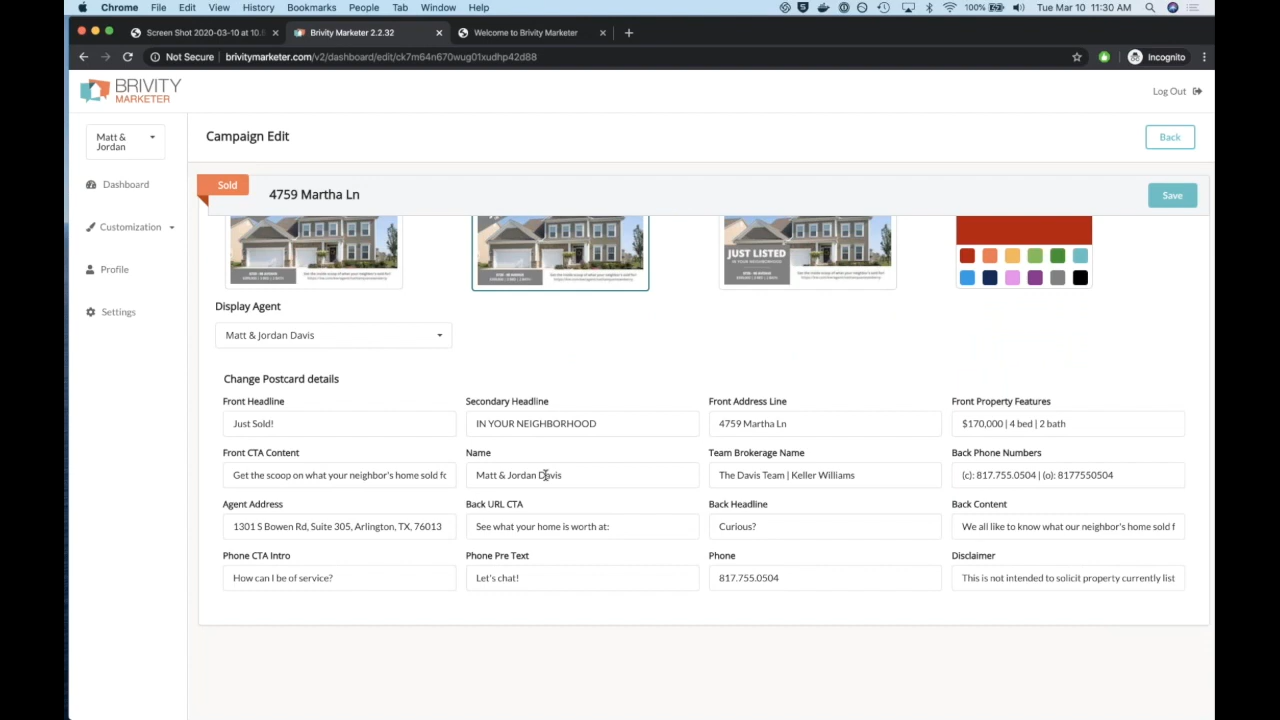 Chrome File Edit View History Bookmarks People Tab Window Help 100% Tue Mar 10 11:30 AM
Screen Shot 2020-03-10 at 10.8 Brivity Marketer 2.2.32 Welcome to Brivity Marketer
Not Secure brivitymarketer.com/v2/dashboard/edit/ck7m64n670wug01xudhp42d88 Incognito
BRIVITY
MARKETER
Log Out
Matt &
Jordan
Campaign Edit
Back
Dashboard
Sold
4759 Martha Ln
Save
Customization
Profile
Settings
JUST LISTED
IN YOUR NEIGHBORHOOD
Display Agent
Matt & Jordan Davis
Change Postcard details
Front Headline Secondary Headline Front Address Line Front Property Features
Just Sold! IN YOUR NEIGHBORHOOD 4759 Martha Ln $170,000 | 4 bed | 2 bath
Front CTA Content Name Team Brokerage Name Back Phone Numbers
Get the scoop on what your neighbor's home sold fo Matt & Jordan Davis The Davis Team | Keller Williams (c): 817.755.0504 | (o): 8177550504
Agent Address Back URL CTA Back Headline Back Content
1301 S Bowen Rd, Suite 305, Arlington, TX, 76013 See what your home is worth at: Curious? We all like to know what our neighbor's home sold f
Phone CTA Intro Phone Pre Text Phone Disclaimer
How can I be of service? Let's chat! 817.755.0504 This is not intended to solicit property currently list